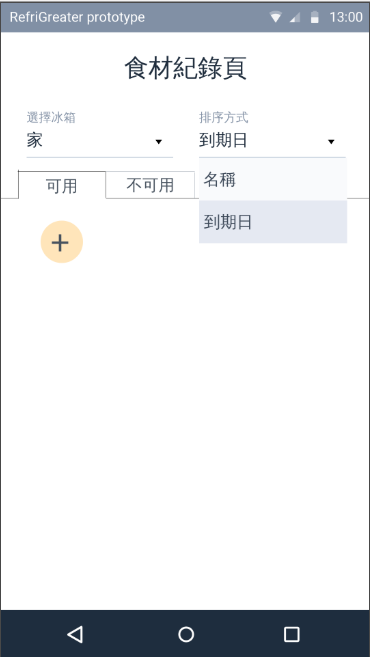 RefriGreater prototype 13:00
食材紀錄頁
選擇冰箱 排序方式
家 到期日
可用 不可用 名稱
到期日